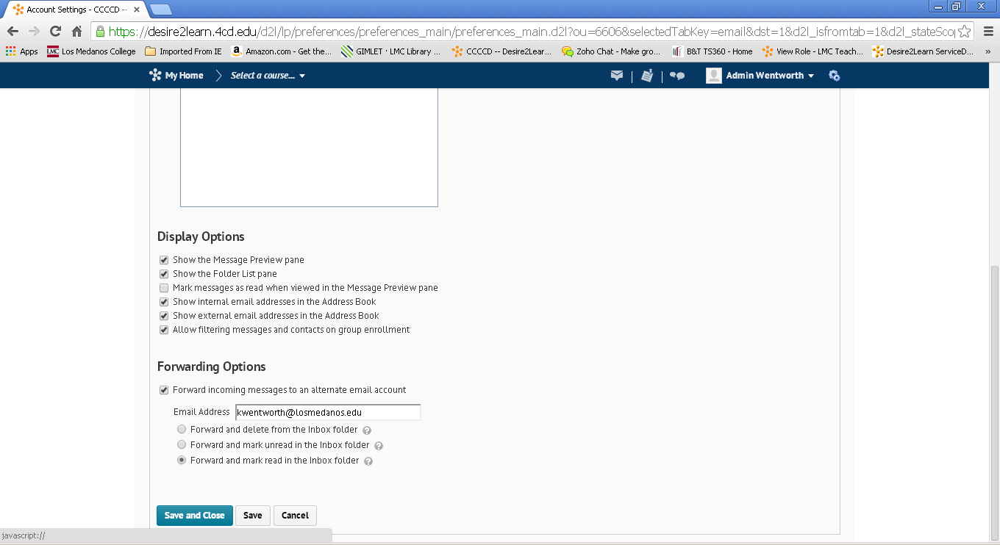 Account Settings - CCCCD --
https://desire2learn.4cd.edu/d2l/lp/preferences/preferences_main/preferences_main.d2l?ou=6606&selectedTabKey=email&dst=1&d2l_isfromtab=1&d2l_stateScop
Apps LMC Los Medanos College Imported From IE a Amazon.com - Get the... GIMLET · LMC Library ... CCCCD -- Desire2Lear... Zoho Chat - Make gro... B&T TS360 - Home View Role - LMC Teach... Desire2Learn ServiceD... »
My Home Select a course... Admin Wentworth
Display Options
Show the Message Preview pane
Show the Folder List pane
Mark messages as read when viewed in the Message Preview pane
Show internal email addresses in the Address Book
Show external email addresses in the Address Book
Allow filtering messages and contacts on group enrollment
Forwarding Options
Forward incoming messages to an alternate email account
Email Address kwentworth@losmedanos.edu
Forward and delete from the Inbox folder ?
Forward and mark unread in the Inbox folder ?
Forward and mark read in the Inbox folder ?
Save and Close Save Cancel
javascript://